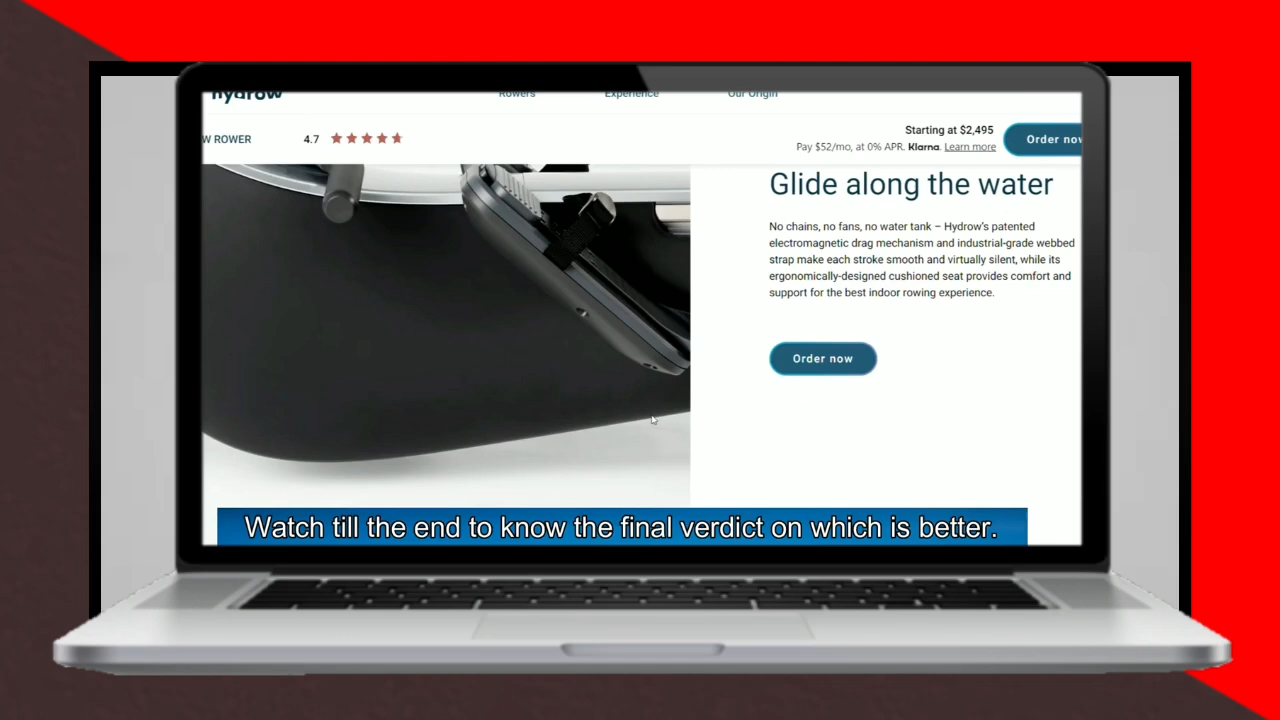 hydrow
Rowers Experience Our Origin
W ROWER 4.7
Starting at $2,495
Pay $52/mo, at 0% APR. Klarna. Learn more
Order now
Glide along the water
No chains, no fans, no water tank – Hydrow's patented
electromagnetic drag mechanism and industrial-grade webbed
strap make each stroke smooth and virtually silent, while its
ergonomically-designed cushioned seat provides comfort and
support for the best indoor rowing experience.
Order now
Watch till the end to know the final verdict on which is better.